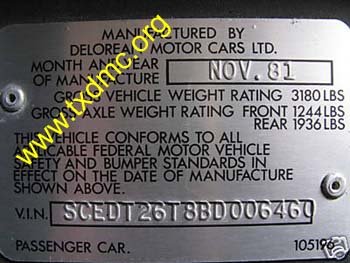 MANUFACTURED BY
DELOREAN MOTOR CARS LTD.
MONTH AND YEAR
OF MANUFACTURE NOV. 81
GROSS VEHICLE WEIGHT RATING 3180 LBS
GROSS AXLE WEIGHT RATING FRONT 1244 LBS
REAR 1936 LBS
THIS VEHICLE CONFORMS TO ALL
APPLICABLE FEDERAL MOTOR VEHICLE
SAFETY AND BUMPER STANDARDS IN
EFFECT ON THE DATE OF MANUFACTURE
SHOWN ABOVE.
V.I.N. SCEDT26T8BD006460
PASSENGER CAR. 105196
www.txdmc.org